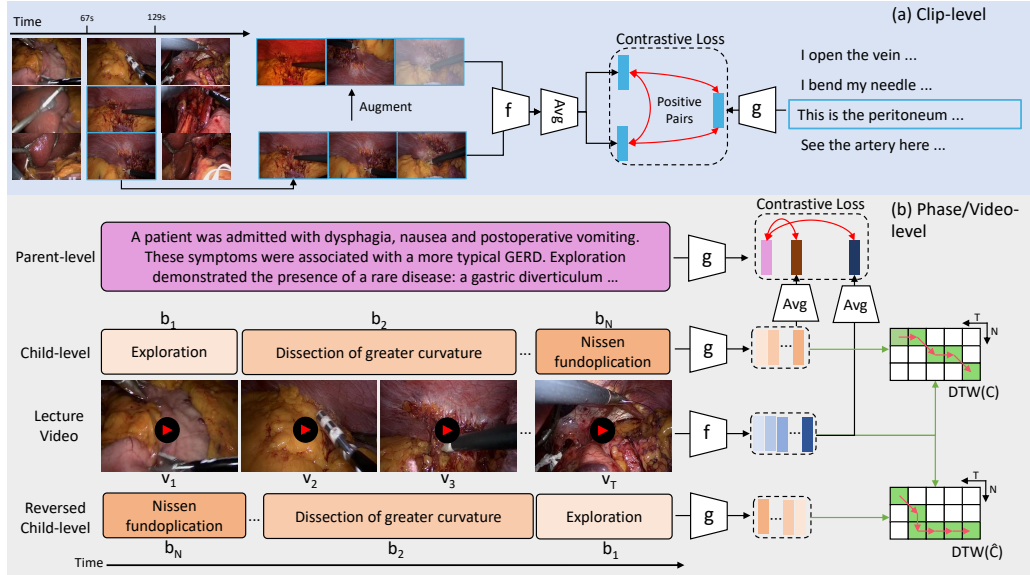 (a) Clip-level
Time
67s
129s
Augment
f
Avg
Contrastive Loss
Positive
Pairs
g
I open the vein ...
I bend my needle ...
This is the peritoneum ...
See the artery here ...
(b) Phase/Video-
level
Contrastive Loss
Parent-level
A patient was admitted with dysphagia, nausea and postoperative vomiting.
These symptoms were associated with a more typical GERD. Exploration
demonstrated the presence of a rare disease: a gastric diverticulum ...
g
Avg
Avg
b1
b2
bN
Child-level
Exploration
Dissection of greater curvature
...
Nissen
fundoplication
g
...
T
N
DTW(C)
Lecture
Video
...
f
...
v1
v2
v3
vT
Reversed
Child-level
Nissen
fundoplication
...
Dissection of greater curvature
Exploration
g
...
T
N
DTW(Ĉ)
bN
b2
b1
Time